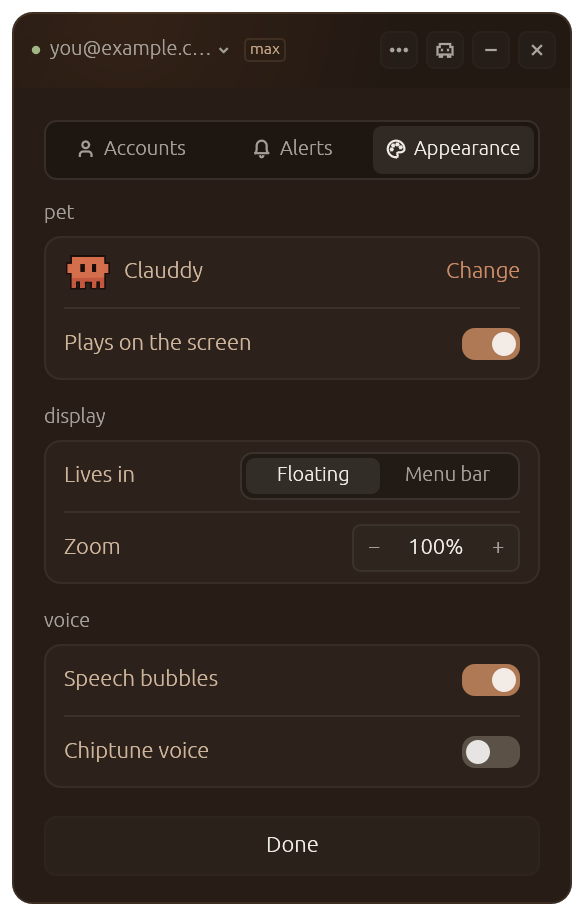 you@example.c... max
Accounts Alerts Appearance
pet
Clauddy Change
Plays on the screen
display
Lives in Floating Menu bar
Zoom − 100% +
voice
Speech bubbles
Chiptune voice
Done